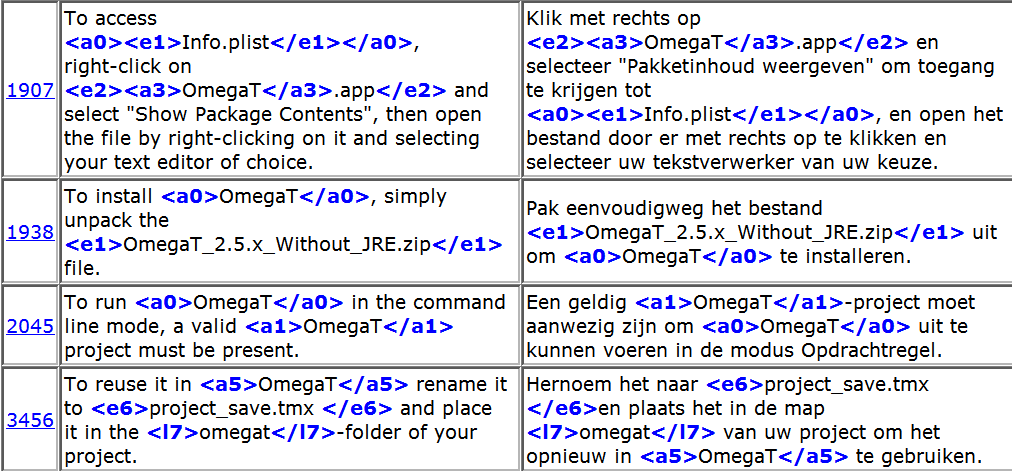 1907
To access
<a0><e1>Info.plist</e1></a0>,
right-click on
<e2><a3>OmegaT</a3>.app</e2> and
select "Show Package Contents", then open
the file by right-clicking on it and selecting
your text editor of choice.
Klik met rechts op
<e2><a3>OmegaT</a3>.app</e2> en
selecteer "Pakketinhoud weergeven" om toegang
te krijgen tot
<a0><e1>Info.plist</e1></a0>, en open het
bestand door er met rechts op te klikken en
selecteer uw tekstverwerker van uw keuze.
1938
To install <a0>OmegaT</a0>, simply
unpack the
<e1>OmegaT_2.5.x_Without_JRE.zip</e1>
file.
Pak eenvoudigweg het bestand
<e1>OmegaT_2.5.x_Without_JRE.zip</e1> uit
om <a0>OmegaT</a0> te installeren.
2045
To run <a0>OmegaT</a0> in the command
line mode, a valid <a1>OmegaT</a1>
project must be present.
Een geldig <a1>OmegaT</a1>-project moet
aanwezig zijn om <a0>OmegaT</a0> uit te
kunnen voeren in de modus Opdrachtregel.
3456
To reuse it in <a5>OmegaT</a5> rename it
to <e6>project_save.tmx </e6> and place
it in the <l7>omegat</l7>-folder of your
project.
Hernoem het naar <e6>project_save.tmx
</e6>en plaats het in de map
<l7>omegat</l7> van uw project om het
opnieuw in <a5>OmegaT</a5> te gebruiken.